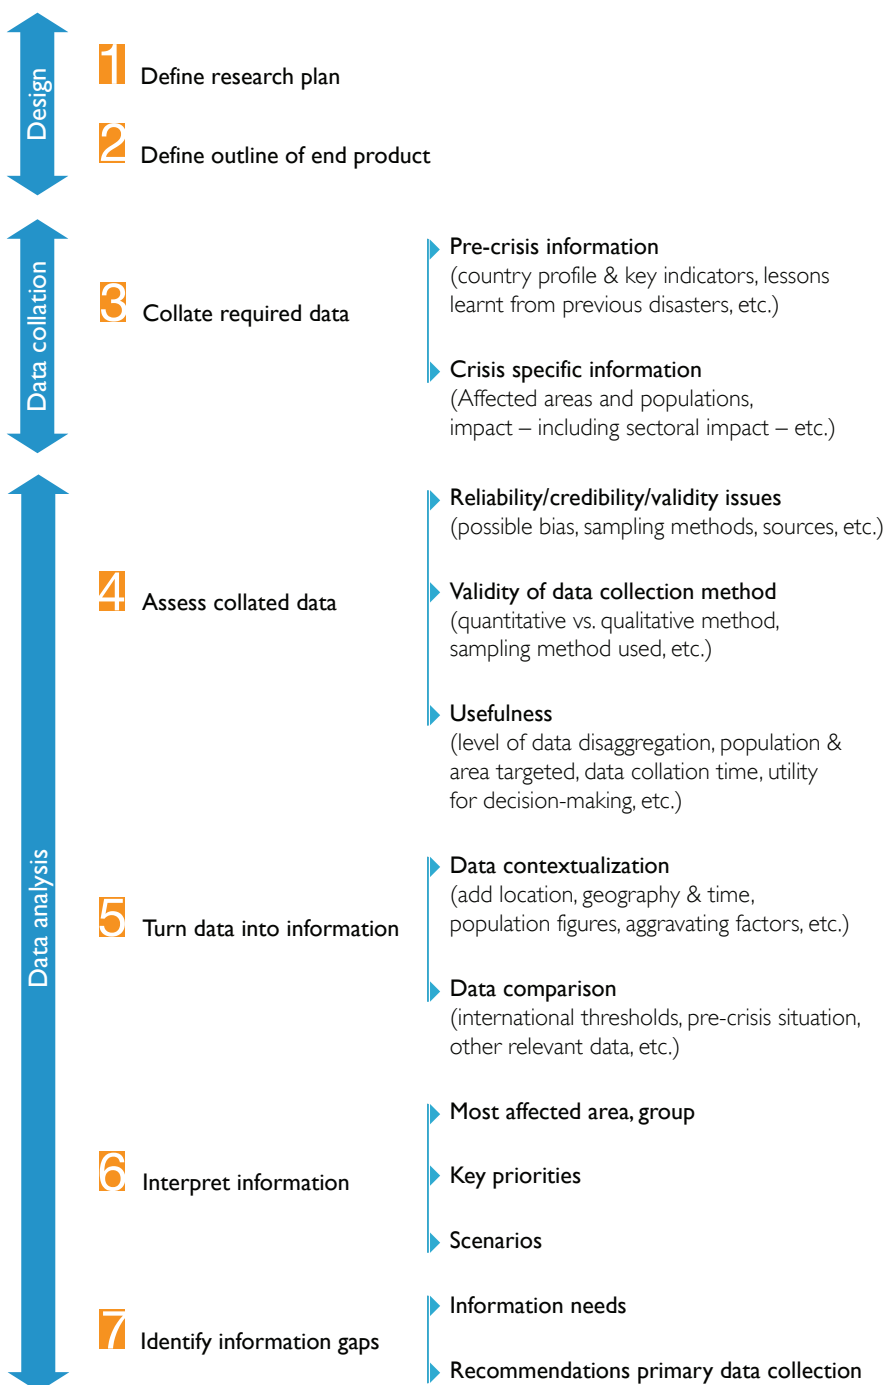 Design
1 Define research plan
2 Define outline of end product
Data collation
3 Collate required data
Pre-crisis information
(country profile & key indicators, lessons
learnt from previous disasters, etc.)
Crisis specific information
(Affected areas and populations,
impact – including sectoral impact – etc.)
Data analysis
4 Assess collated data
Reliability/credibility/validity issues
(possible bias, sampling methods, sources, etc.)
Validity of data collection method
(quantitative vs. qualitative method,
sampling method used, etc.)
Usefulness
(level of data disaggregation, population &
area targeted, data collation time, utility
for decision-making, etc.)
5 Turn data into information
Data contextualization
(add location, geography & time,
population figures, aggravating factors, etc.)
Data comparison
(international thresholds, pre-crisis situation,
other relevant data, etc.)
6 Interpret information
Most affected area, group
Key priorities
Scenarios
7 Identify information gaps
Information needs
Recommendations primary data collection